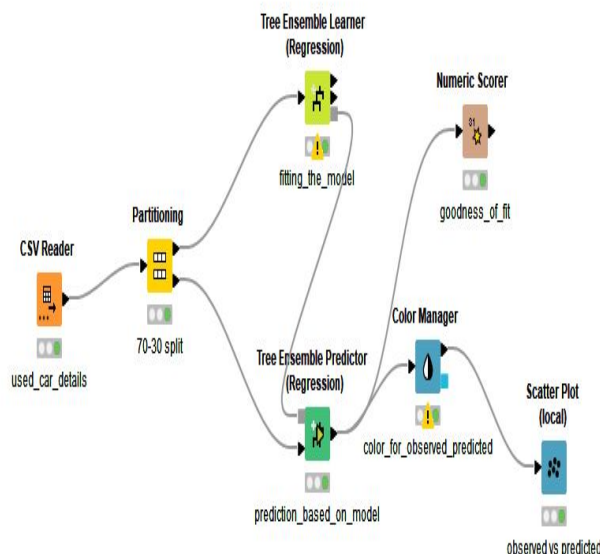 Tree Ensemble Learner
(Regression)
fitting_the_model
Numeric Scorer
goodness_of_fit
Partitioning
70-30 split
CSV Reader
used_car_details
Tree Ensemble Predictor
(Regression)
prediction_based_on_model
Color Manager
color_for_observed_predicted
Scatter Plot
(local)
observed vs predicted